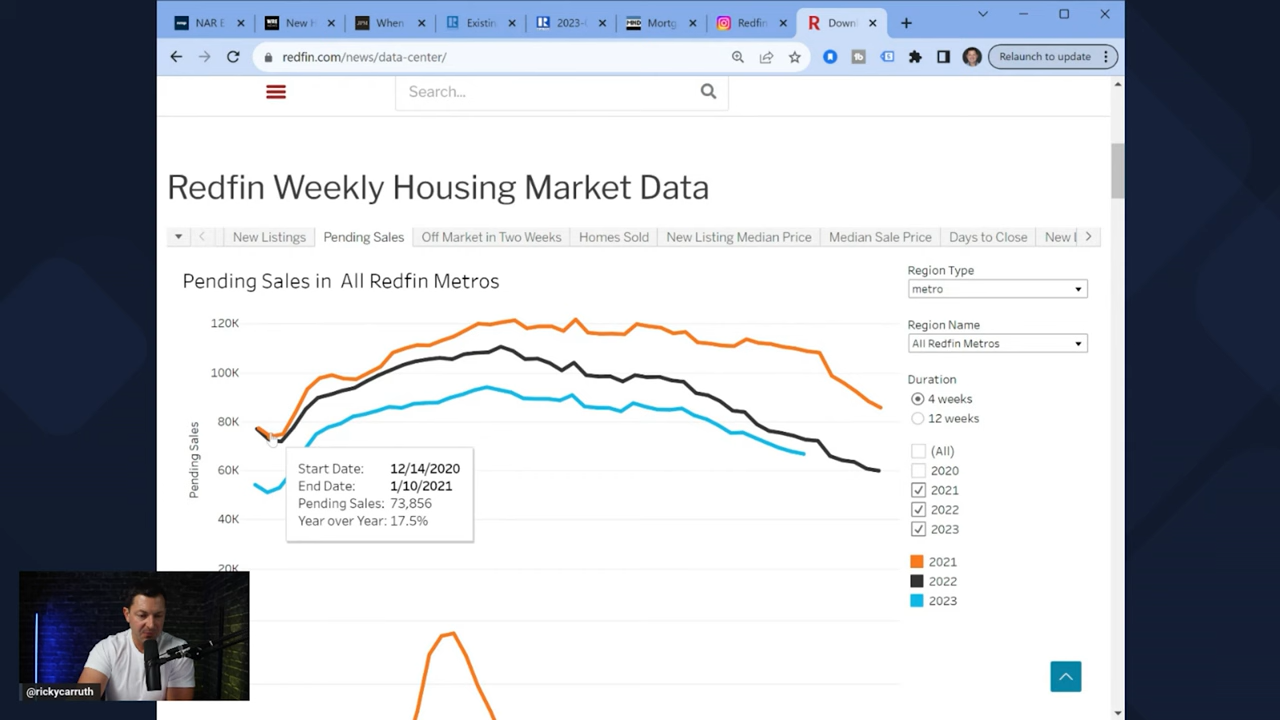 NAR E
New H
When
Existin
2023-
Mortg
Redfin
Downl
redfin.com/news/data-center/
Relaunch to update
Search...
Redfin Weekly Housing Market Data
New Listings
Pending Sales
Off Market in Two Weeks
Homes Sold
New Listing Median Price
Median Sale Price
Days to Close
New L
Pending Sales in All Redfin Metros
Region Type
metro
Region Name
All Redfin Metros
Duration
4 weeks
12 weeks
(All)
2020
2021
2022
2023
2021
2022
2023
120K
100K
80K
60K
40K
20K
Pending Sales
Start Date: 12/14/2020
End Date: 1/10/2021
Pending Sales: 73,856
Year over Year: 17.5%
@rickycarruth